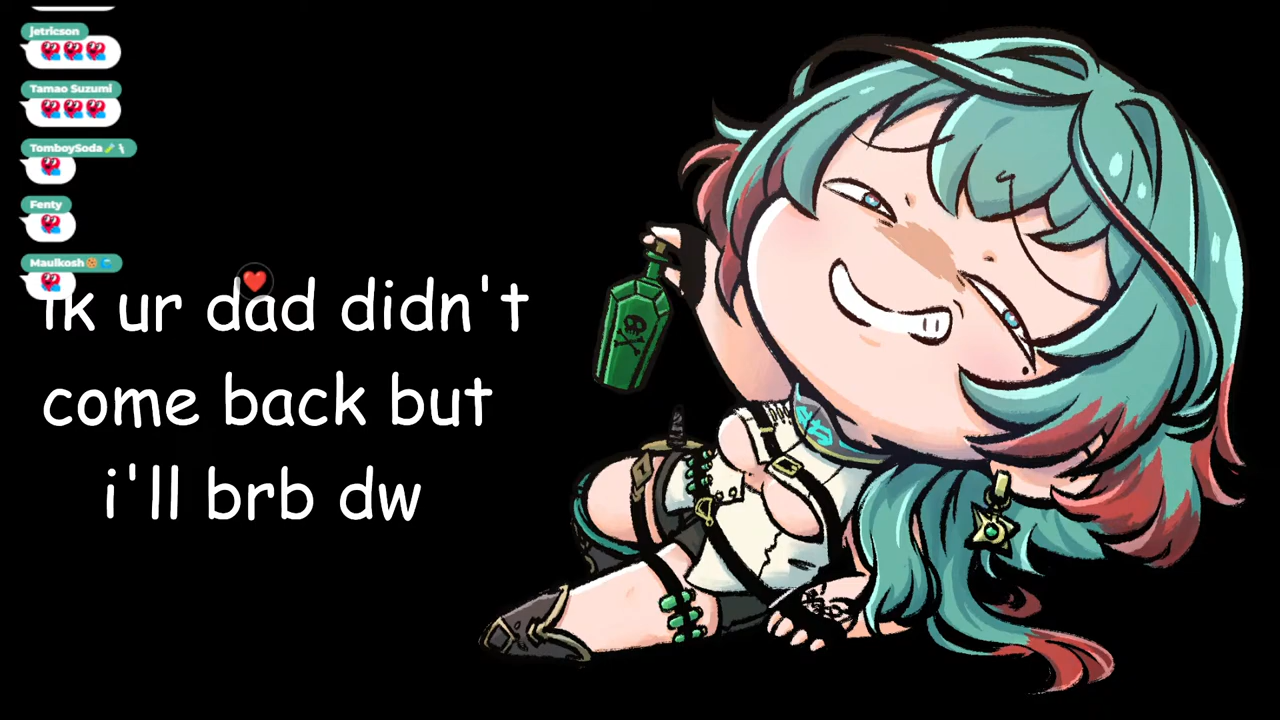 jetricson
Tamao Suzumi
TomboySoda
Fenty
Maulkosh
ik ur dad didn't
come back but
i'll brb dw